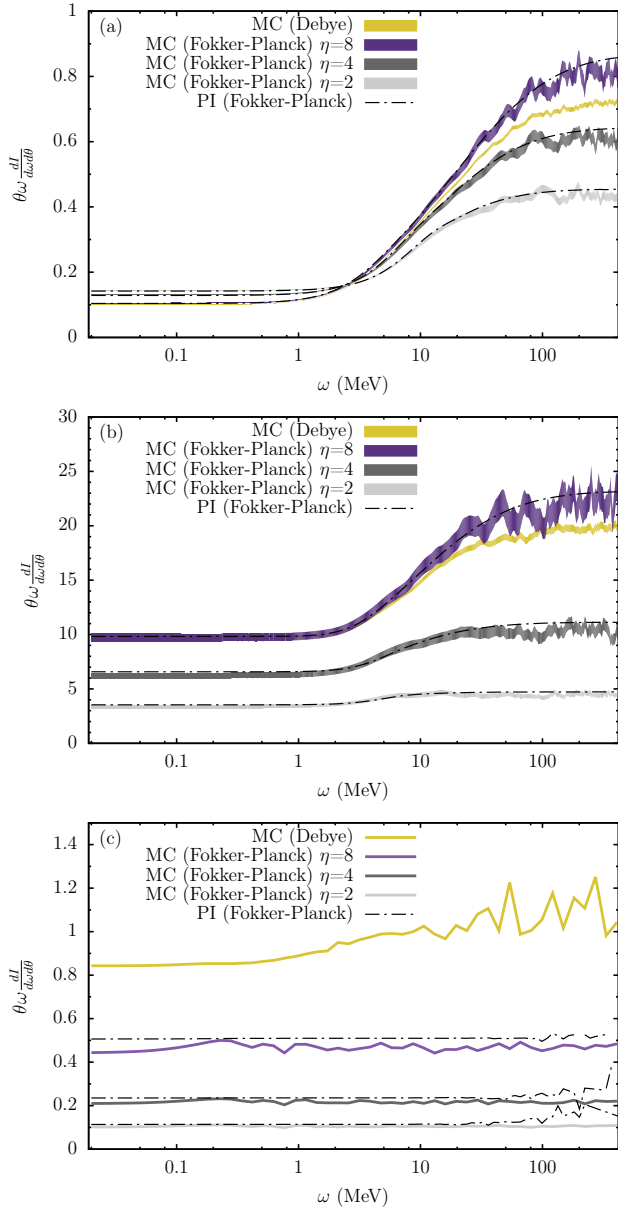 (a)
MC (Debye)
MC (Fokker-Planck) η=8
MC (Fokker-Planck) η=4
MC (Fokker-Planck) η=2
PI (Fokker-Planck)
1
0.8
0.6
0.4
0.2
0
θω dI/dωdθ
0.1 1 10 100
ω (MeV)
(b)
MC (Debye)
MC (Fokker-Planck) η=8
MC (Fokker-Planck) η=4
MC (Fokker-Planck) η=2
PI (Fokker-Planck)
30
25
20
15
10
5
0
θω dI/dωdθ
0.1 1 10 100
ω (MeV)
(c)
MC (Debye)
MC (Fokker-Planck) η=8
MC (Fokker-Planck) η=4
MC (Fokker-Planck) η=2
PI (Fokker-Planck)
1.4
1.2
1
0.8
0.6
0.4
0.2
0
θω dI/dωdθ
0.1 1 10 100
ω (MeV)